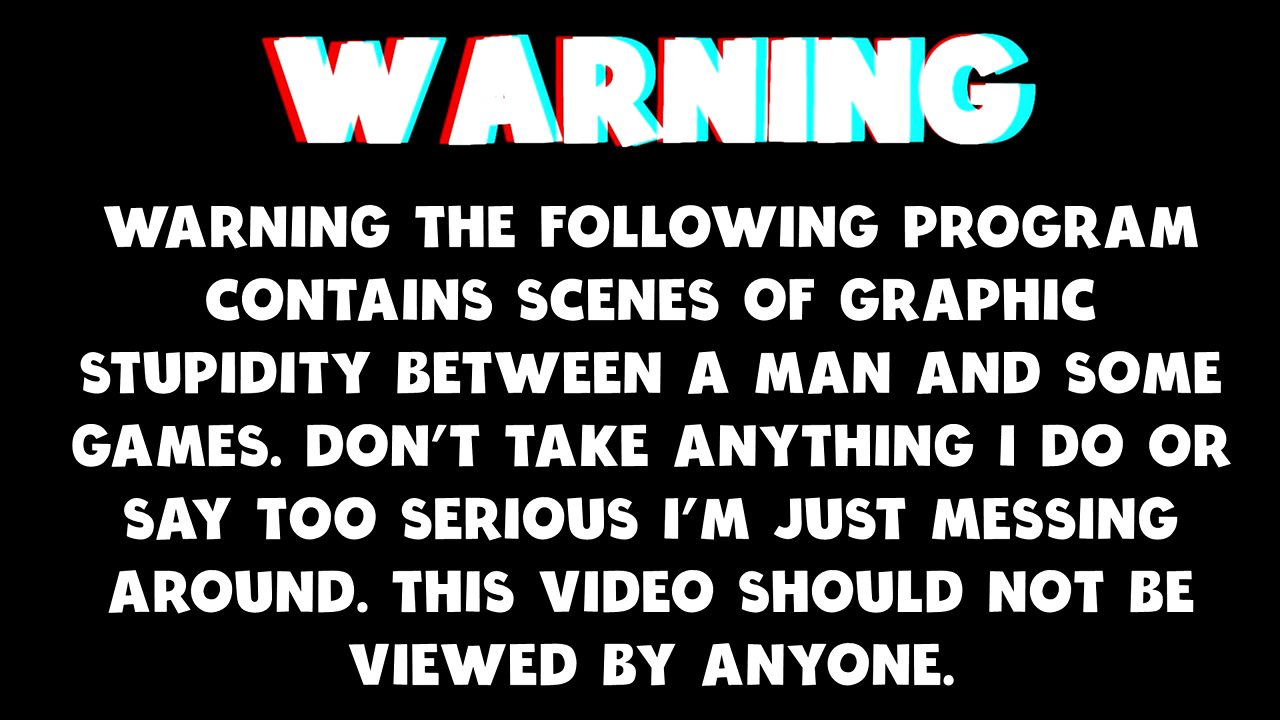 WARNING
WARNING THE FOLLOWING PROGRAM
CONTAINS SCENES OF GRAPHIC
STUPIDITY BETWEEN A MAN AND SOME
GAMES. DON'T TAKE ANYTHING I DO OR
SAY TOO SERIOUS I'M JUST MESSING
AROUND. THIS VIDEO SHOULD NOT BE
VIEWED BY ANYONE.